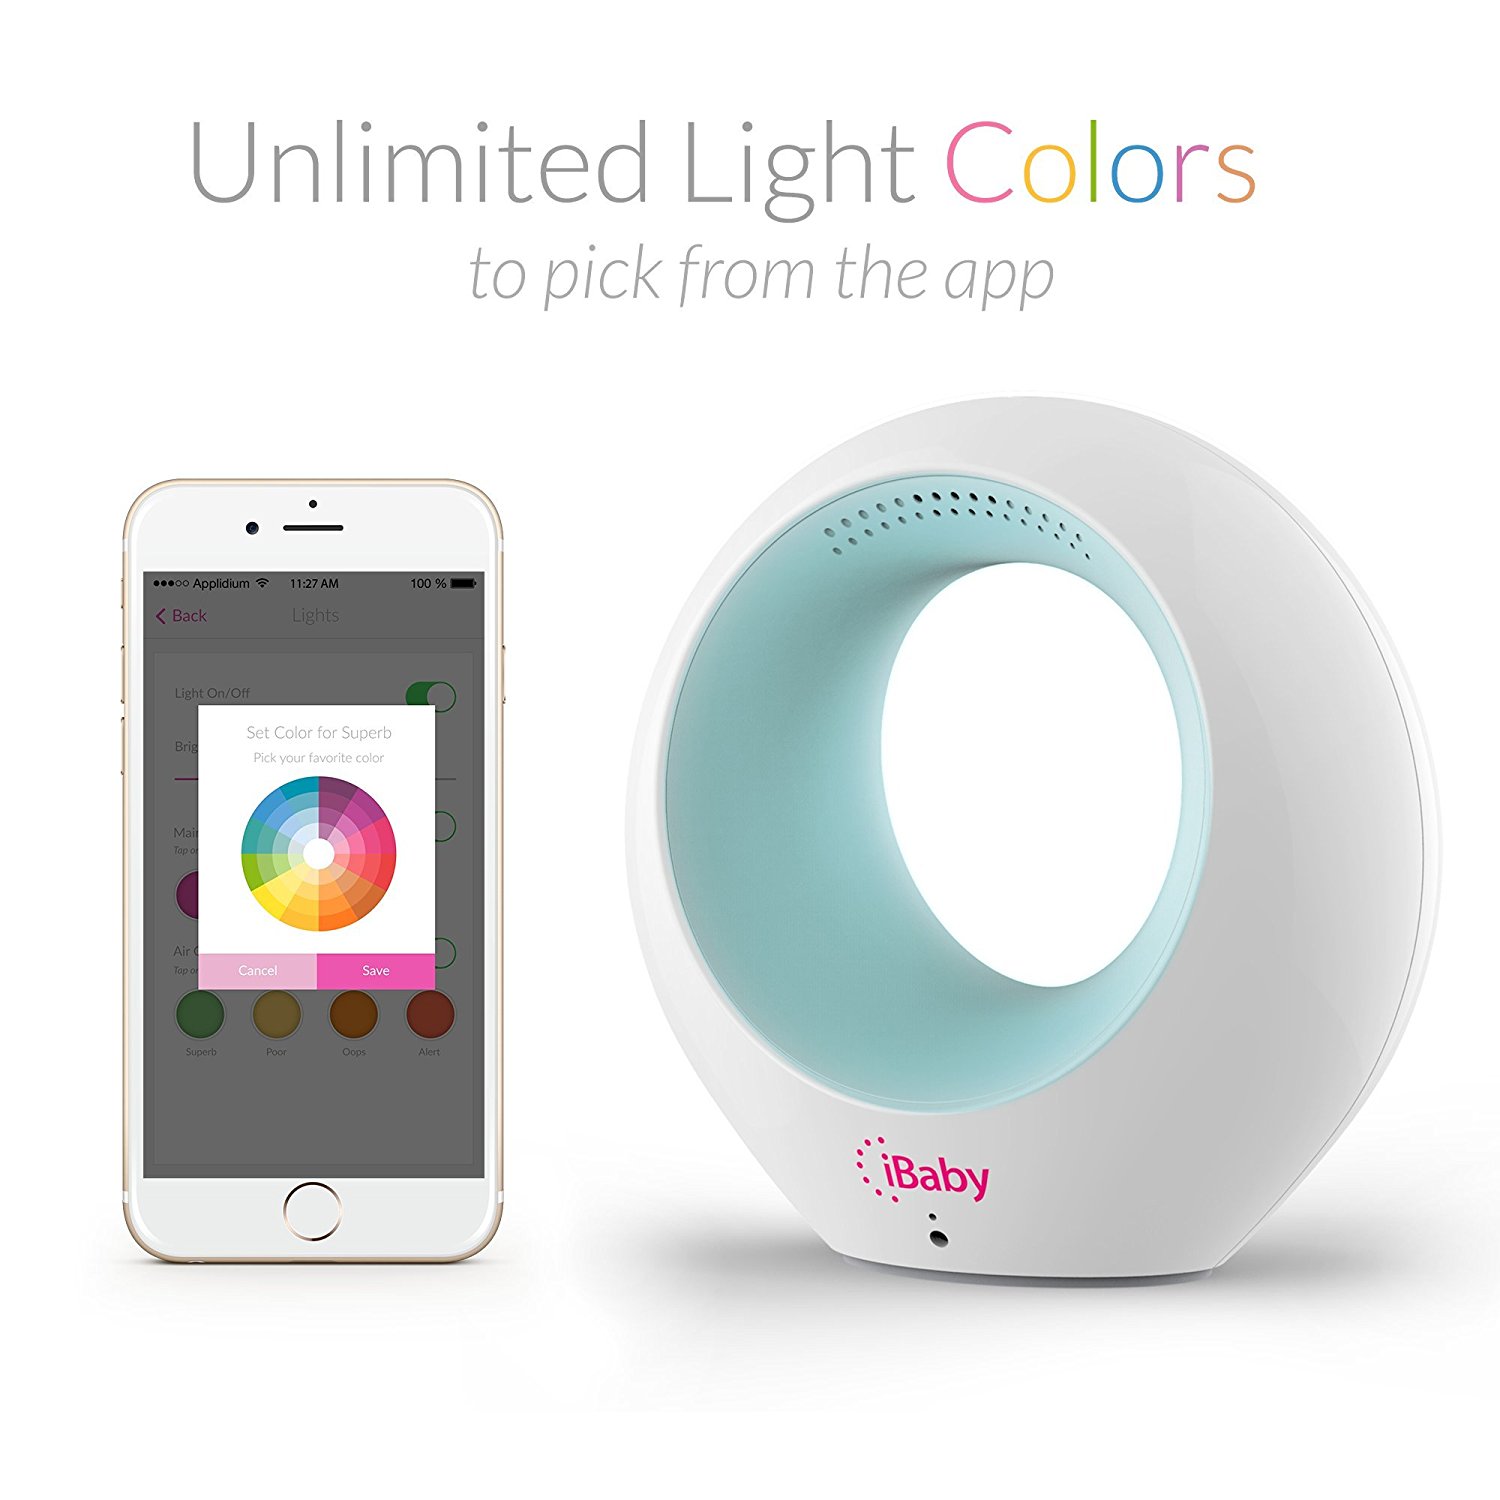 Unlimited Light Colors
to pick from the app
Applidium 11:27 AM 100 %
Back Lights
Light On/Off
Set Color for Superb
Pick your favorite color
Cancel Save
Superb Poor Oops Alert
iBaby